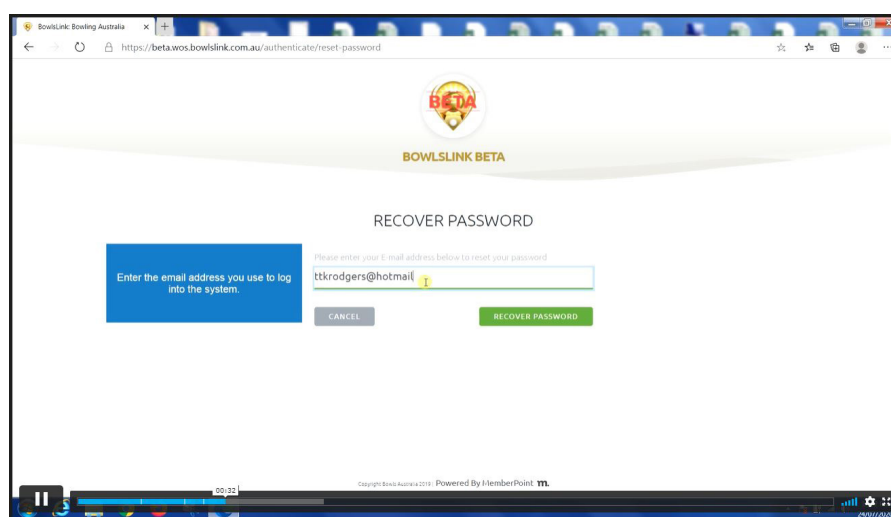 BowlsLink: Bowling Australia
https://beta.wos.bowlslink.com.au/authenticate/reset-password
BETA
BOWLSLINK BETA
RECOVER PASSWORD
Please enter your E-mail address below to reset your password
Enter the email address you use to log
into the system.
ttkrodgers@hotmail
CANCEL
RECOVER PASSWORD
Copyright Bowls Australia 2019 | Powered By MemberPoint m.
00:32